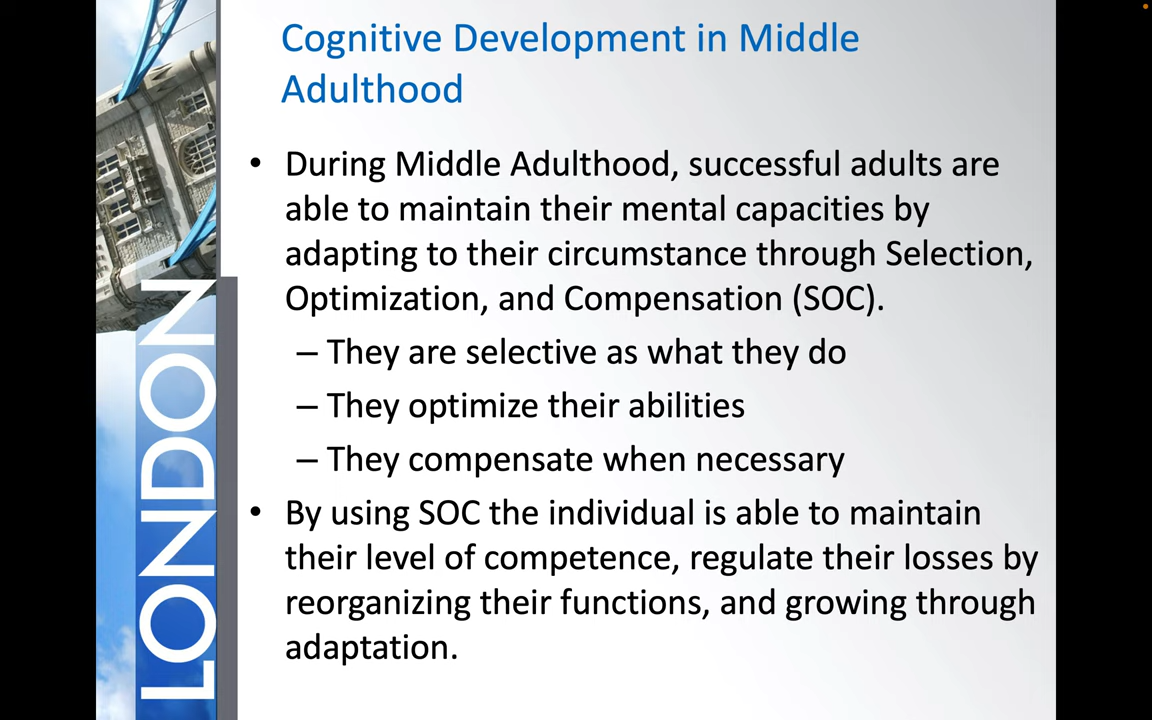 Cognitive Development in Middle
Adulthood
• During Middle Adulthood, successful adults are
able to maintain their mental capacities by
adapting to their circumstance through Selection,
Optimization, and Compensation (SOC).
– They are selective as what they do
– They optimize their abilities
– They compensate when necessary
• By using SOC the individual is able to maintain
their level of competence, regulate their losses by
reorganizing their functions, and growing through
adaptation.
LONDON